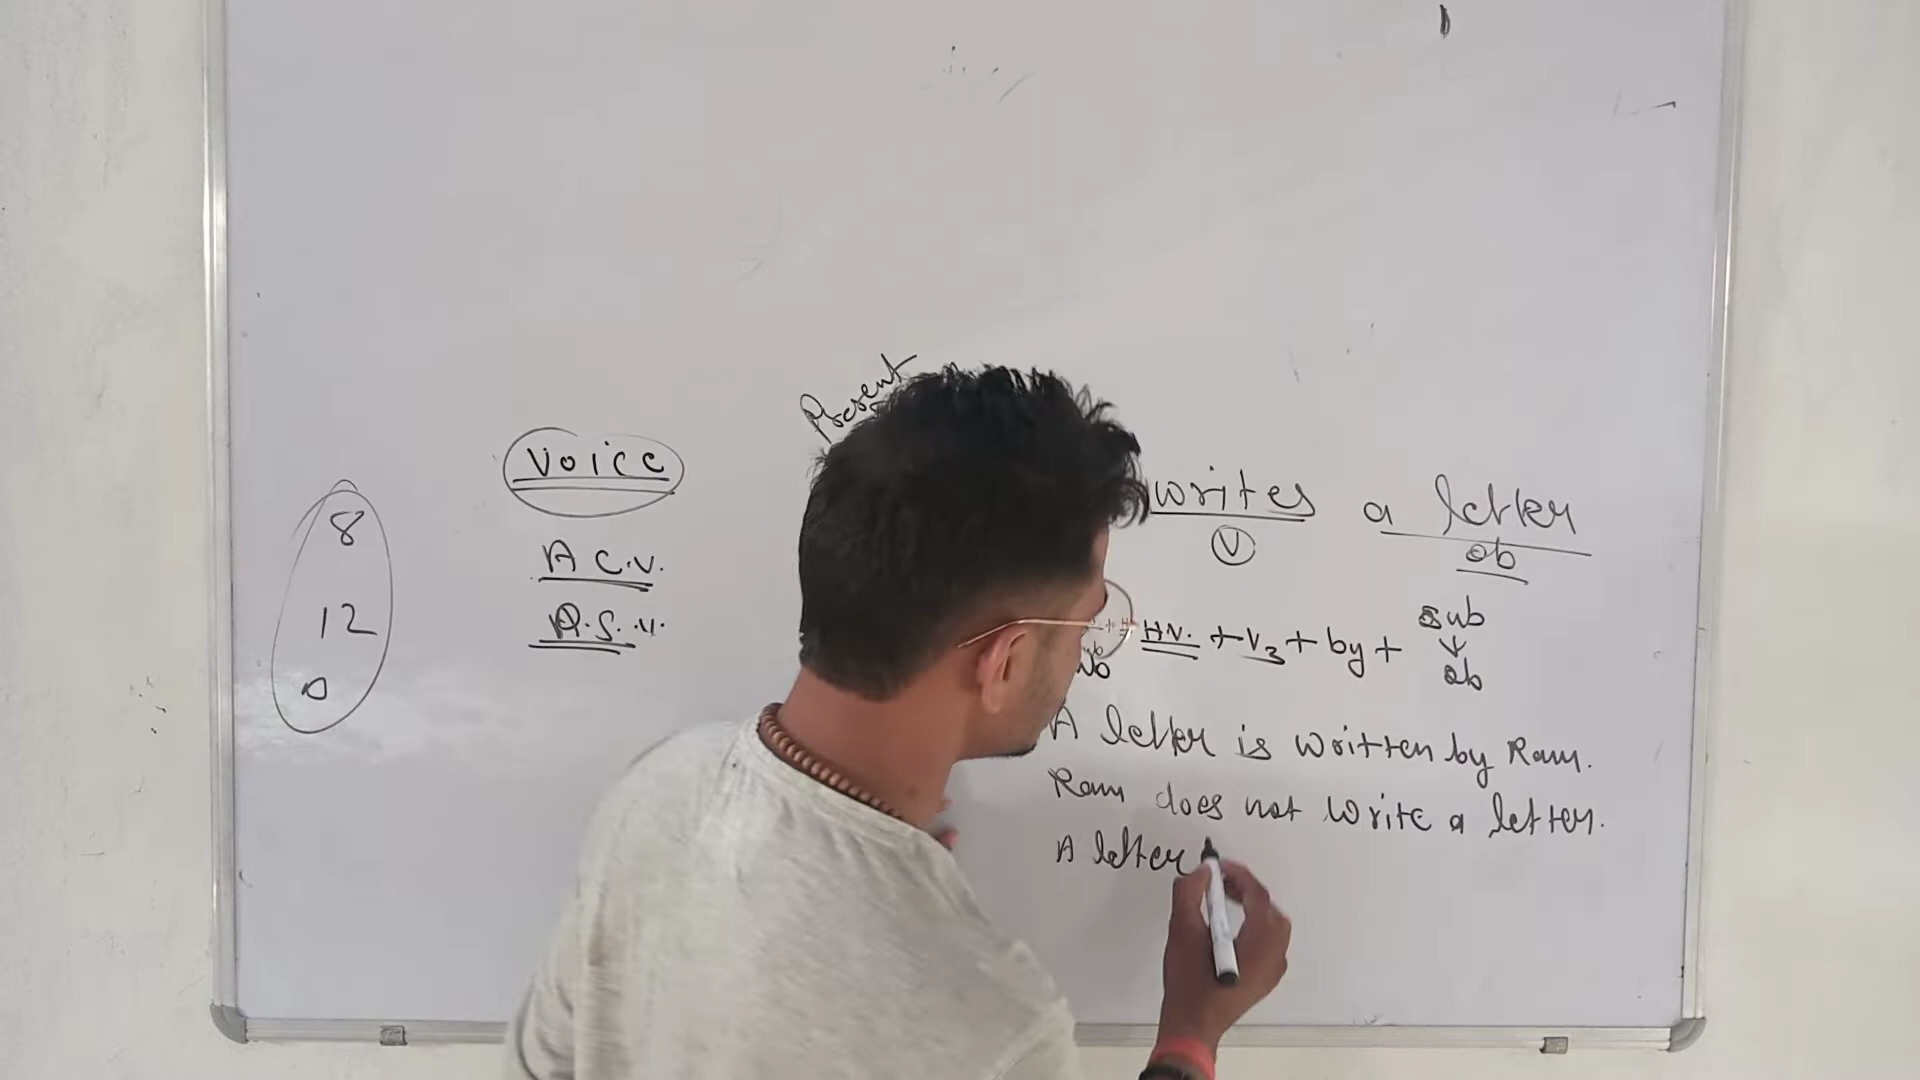 Present
Voice
writes a letter
V
ob
8
12
0
A C.V.
P.S.V.
HV. + V3 + by + sub
ob
A letter is written by Ram.
Ram does not write a letter.
A letter